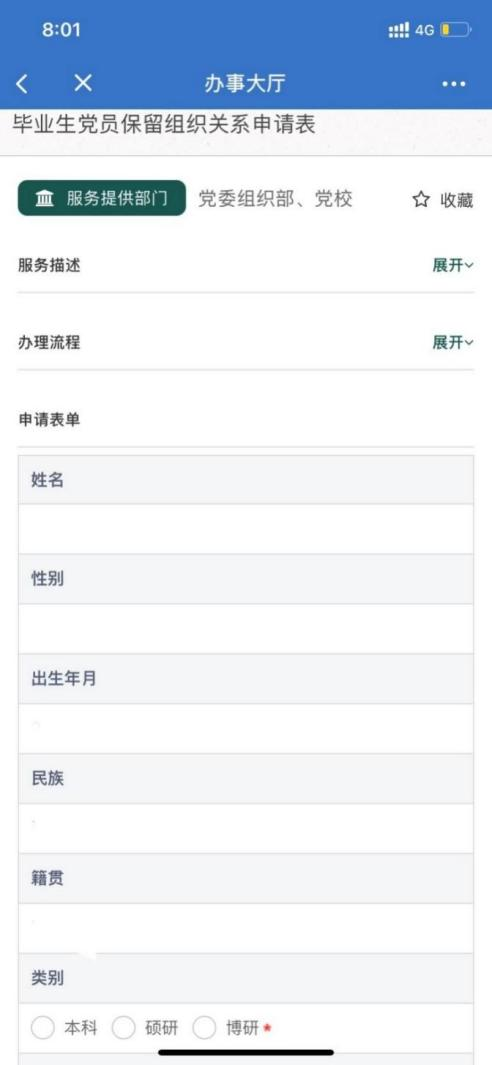 8:01 4G
办事大厅
毕业生党员保留组织关系申请表
服务提供部门 党委组织部、党校 收藏
服务描述 展开
办理流程 展开
申请表单
姓名
性别
出生年月
民族
籍贯
类别
本科 硕研 博研*